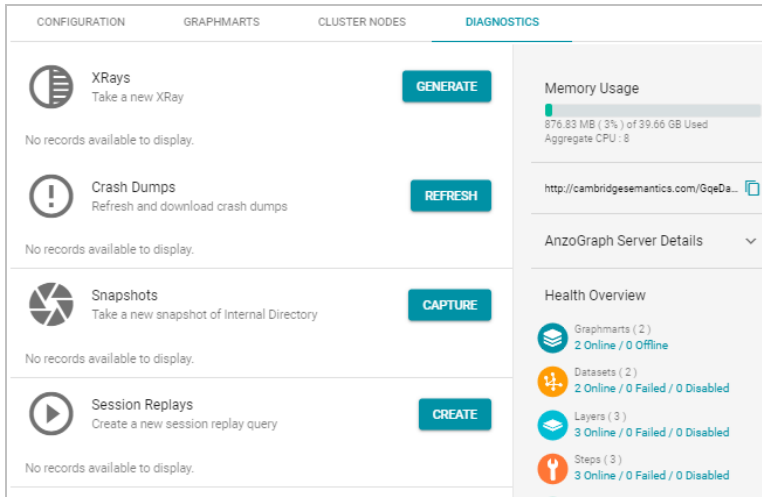 CONFIGURATION GRAPHMARTS CLUSTER NODES DIAGNOSTICS
XRays
Take a new XRay
GENERATE
No records available to display.
Crash Dumps
Refresh and download crash dumps
REFRESH
No records available to display.
Snapshots
Take a new snapshot of Internal Directory
CAPTURE
No records available to display.
Session Replays
Create a new session replay query
CREATE
No records available to display.
Memory Usage
876.83 MB ( 3% ) of 39.66 GB Used
Aggregate CPU : 8
http://cambridgesemantics.com/GqeDa...
AnzoGraph Server Details
Health Overview
Graphmarts ( 2 )
2 Online / 0 Offline
Datasets ( 2 )
2 Online / 0 Failed / 0 Disabled
Layers ( 3 )
3 Online / 0 Failed / 0 Disabled
Steps ( 3 )
3 Online / 0 Failed / 0 Disabled